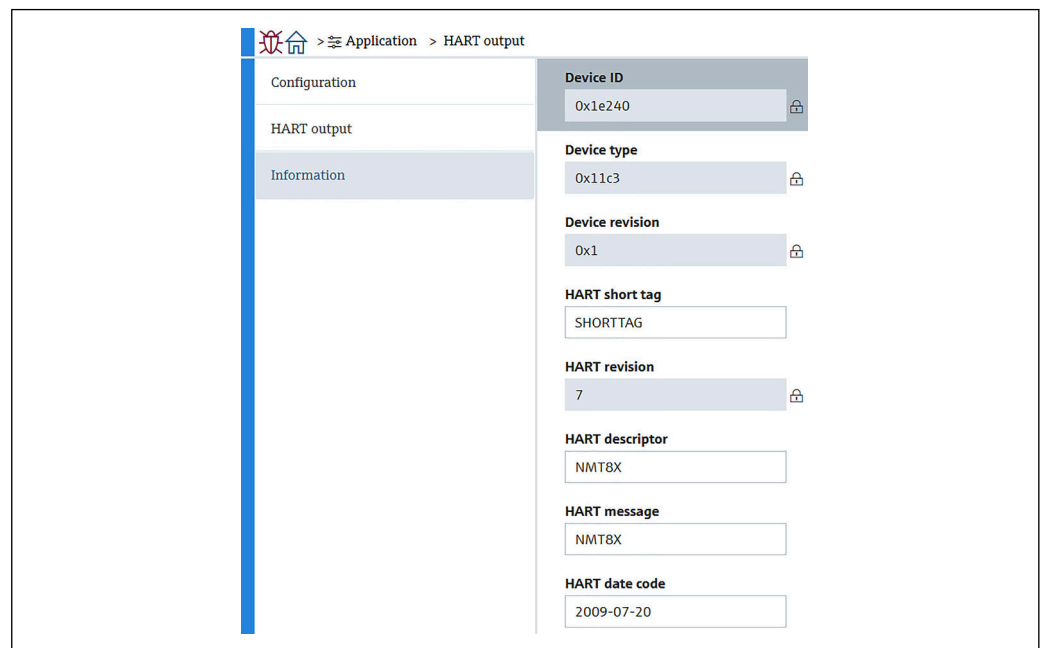 > Application > HART output
Configuration
HART output
Information
Device ID
0x1e240
Device type
0x11c3
Device revision
0x1
HART short tag
SHORTTAG
HART revision
7
HART descriptor
NMT8X
HART message
NMT8X
HART date code
2009-07-20